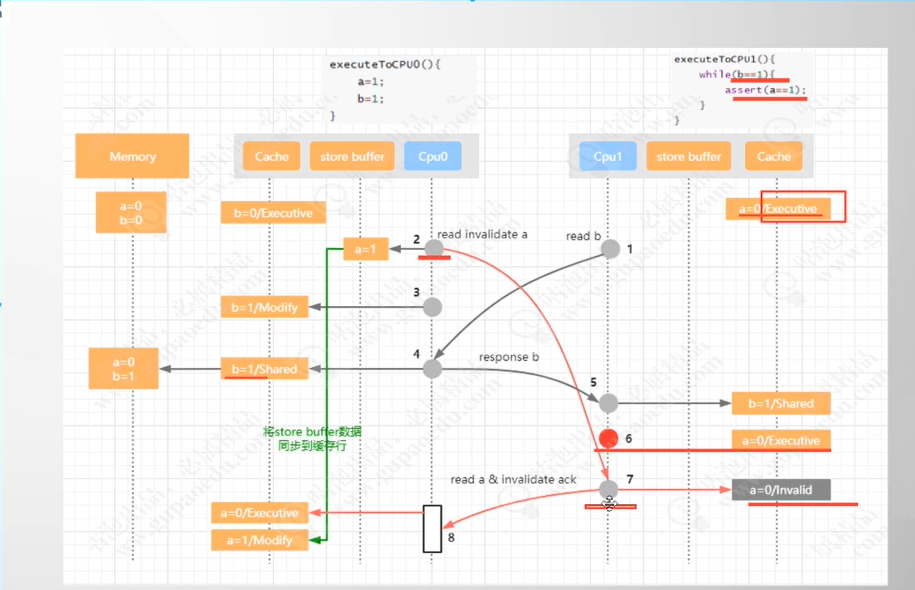 executeToCPU0(){
a=1;
b=1;
}
executeToCPU1(){
while(b==1){
assert(a==1);
}
}
Memory
Cache
store buffer
Cpu0
Cpu1
store buffer
Cache
a=0
b=0
b=0/Executive
a=0/Executive
read invalidate a
read b
a=1
2
1
3
b=1/Modify
4
response b
a=0
b=1
b=1/Shared
5
b=1/Shared
将store buffer数据
同步到缓存行
6
a=0/Executive
read a & invalidate ack
7
a=0/Invalid
a=0/Executive
8
a=1/Modify